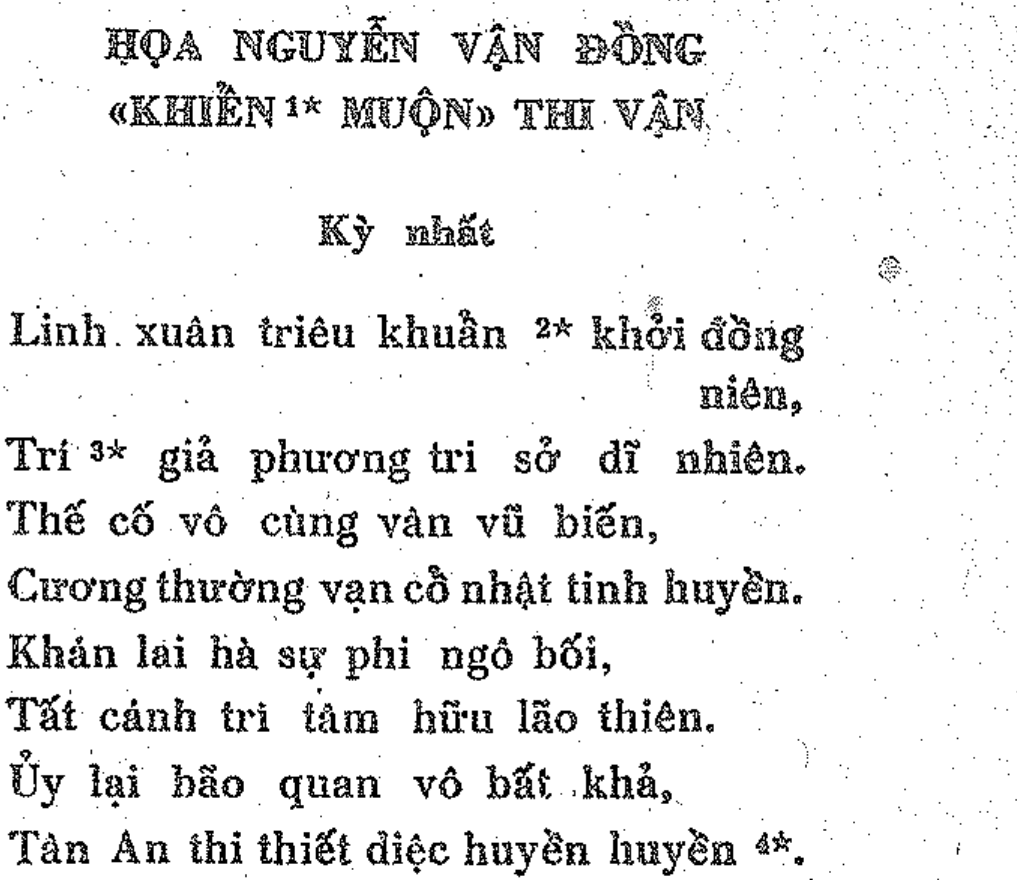 HỌA NGUYỄN VẬN ĐỒNG
«KHIỂN 1* MUỘN» THI VẬN
Kỳ nhất
Linh xuân triêu khuẩn 2* khởi đồng
niên,
Trí 3* giả phương tri sở dĩ nhiên.
Thế cố vô cùng vân vũ biến,
Cương thường vạn cổ nhật tinh huyền.
Khán lai hà sự phi ngô bối,
Tất cánh tri tâm hữu lão thiên.
Ủy lại bão quan vô bất khả,
Tân An thi thiết diệc huyền huyền 4*.